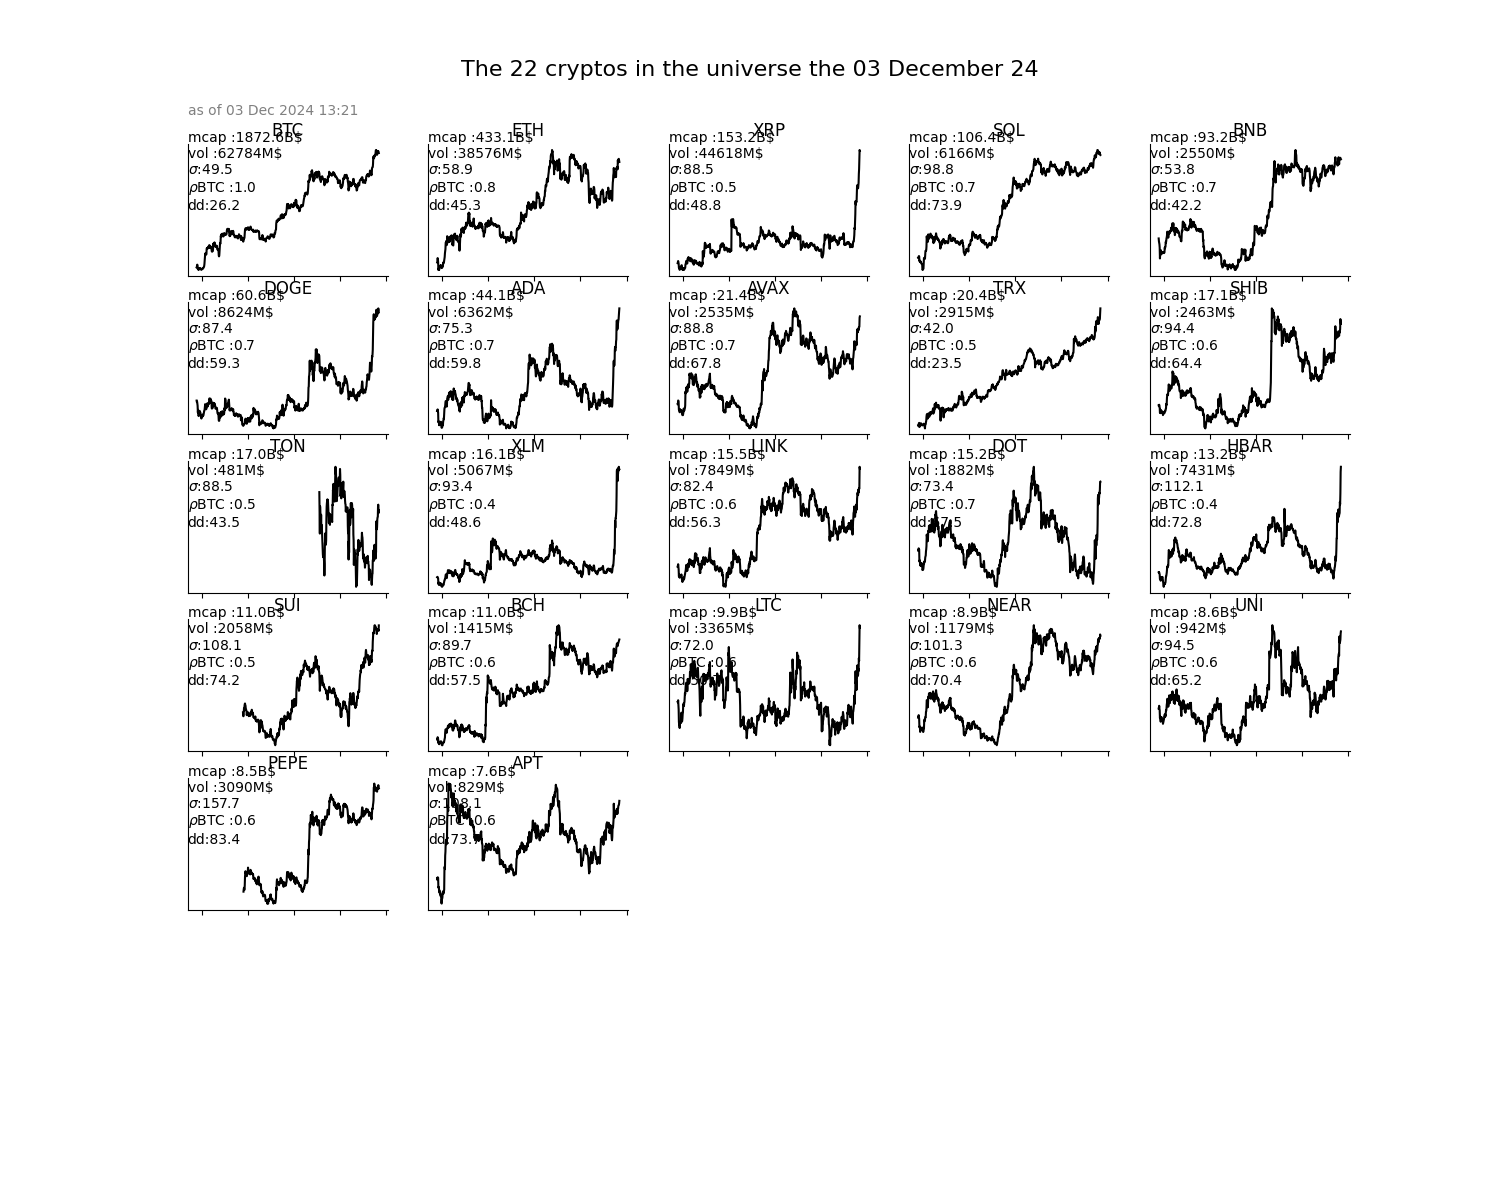 The 22 cryptos in the universe the 03 December 24
as of 03 Dec 2024 13:21
BTC
mcap :1872.6B$
vol :62784M$
σ:49.5
ρBTC :1.0
dd:26.2
ETH
mcap :433.1B$
vol :38576M$
σ:58.9
ρBTC :0.8
dd:45.3
XRP
mcap :153.2B$
vol :44618M$
σ:88.5
ρBTC :0.5
dd:48.8
SOL
mcap :106.4B$
vol :6166M$
σ:98.8
ρBTC :0.7
dd:73.9
BNB
mcap :93.2B$
vol :2550M$
σ:53.8
ρBTC :0.7
dd:42.2
DOGE
mcap :60.6B$
vol :8624M$
σ:87.4
ρBTC :0.7
dd:59.3
ADA
mcap :44.1B$
vol :6362M$
σ:75.3
ρBTC :0.7
dd:59.8
AVAX
mcap :21.4B$
vol :2535M$
σ:88.8
ρBTC :0.7
dd:67.8
TRX
mcap :20.4B$
vol :2915M$
σ:42.0
ρBTC :0.5
dd:23.5
SHIB
mcap :17.1B$
vol :2463M$
σ:94.4
ρBTC :0.6
dd:64.4
TON
mcap :17.0B$
vol :481M$
σ:88.5
ρBTC :0.5
dd:43.5
XLM
mcap :16.1B$
vol :5067M$
σ:93.4
ρBTC :0.4
dd:48.6
LINK
mcap :15.5B$
vol :7849M$
σ:82.4
ρBTC :0.6
dd:56.3
DOT
mcap :15.2B$
vol :1882M$
σ:73.4
ρBTC :0.7
HBAR
mcap :13.2B$
vol :7431M$
σ:112.1
ρBTC :0.4
dd:72.8
SUI
mcap :11.0B$
vol :2058M$
σ:108.1
ρBTC :0.5
dd:74.2
BCH
mcap :11.0B$
vol :1415M$
σ:89.7
ρBTC :0.6
dd:57.5
LTC
mcap :9.9B$
vol :3365M$
σ:72.0
ρBTC :0.6
NEAR
mcap :8.9B$
vol :1179M$
σ:101.3
ρBTC :0.6
dd:70.4
UNI
mcap :8.6B$
vol :942M$
σ:94.5
ρBTC :0.6
dd:65.2
PEPE
mcap :8.5B$
vol :3090M$
σ:157.7
ρBTC :0.6
dd:83.4
APT
mcap :7.6B$
vol :829M$
σ:108.1
ρBTC :0.6